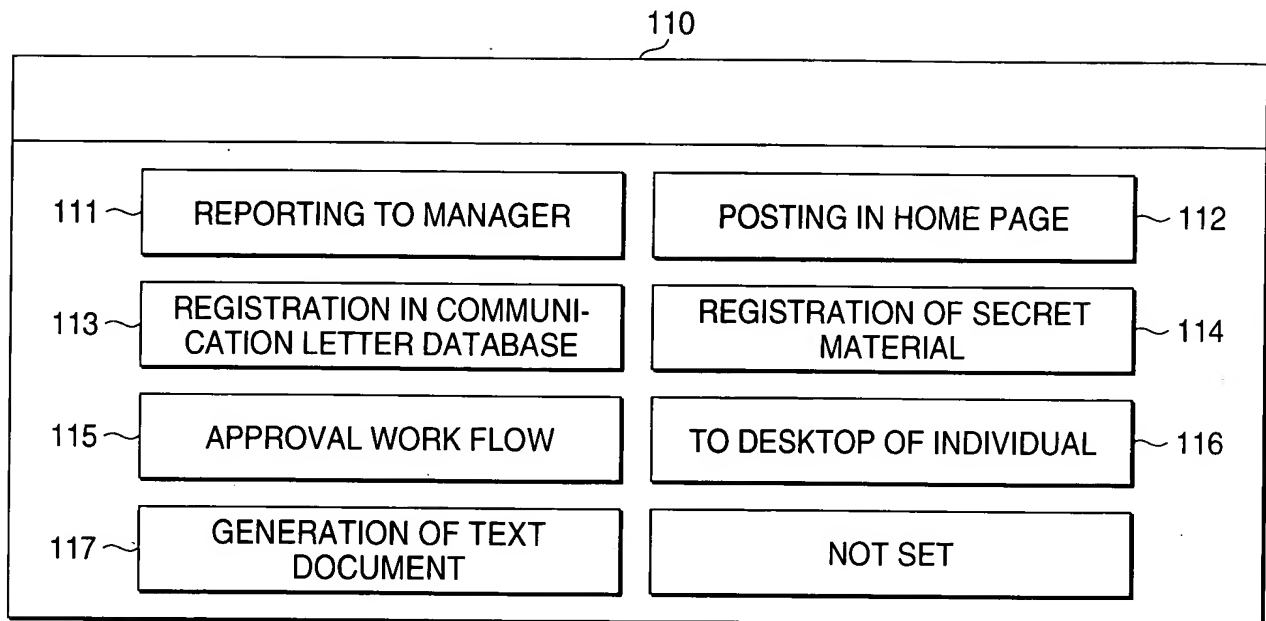 110
111
REPORTING TO MANAGER
POSTING IN HOME PAGE
112
113
REGISTRATION IN COMMUNI-
CATION LETTER DATABASE
REGISTRATION OF SECRET
MATERIAL
114
115
APPROVAL WORK FLOW
TO DESKTOP OF INDIVIDUAL
116
117
GENERATION OF TEXT
DOCUMENT
NOT SET